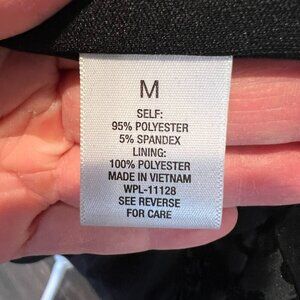 M
SELF:
95% POLYESTER
5% SPANDEX
LINING:
100% POLYESTER
MADE IN VIETNAM
WPL-11128
SEE REVERSE
FOR CARE